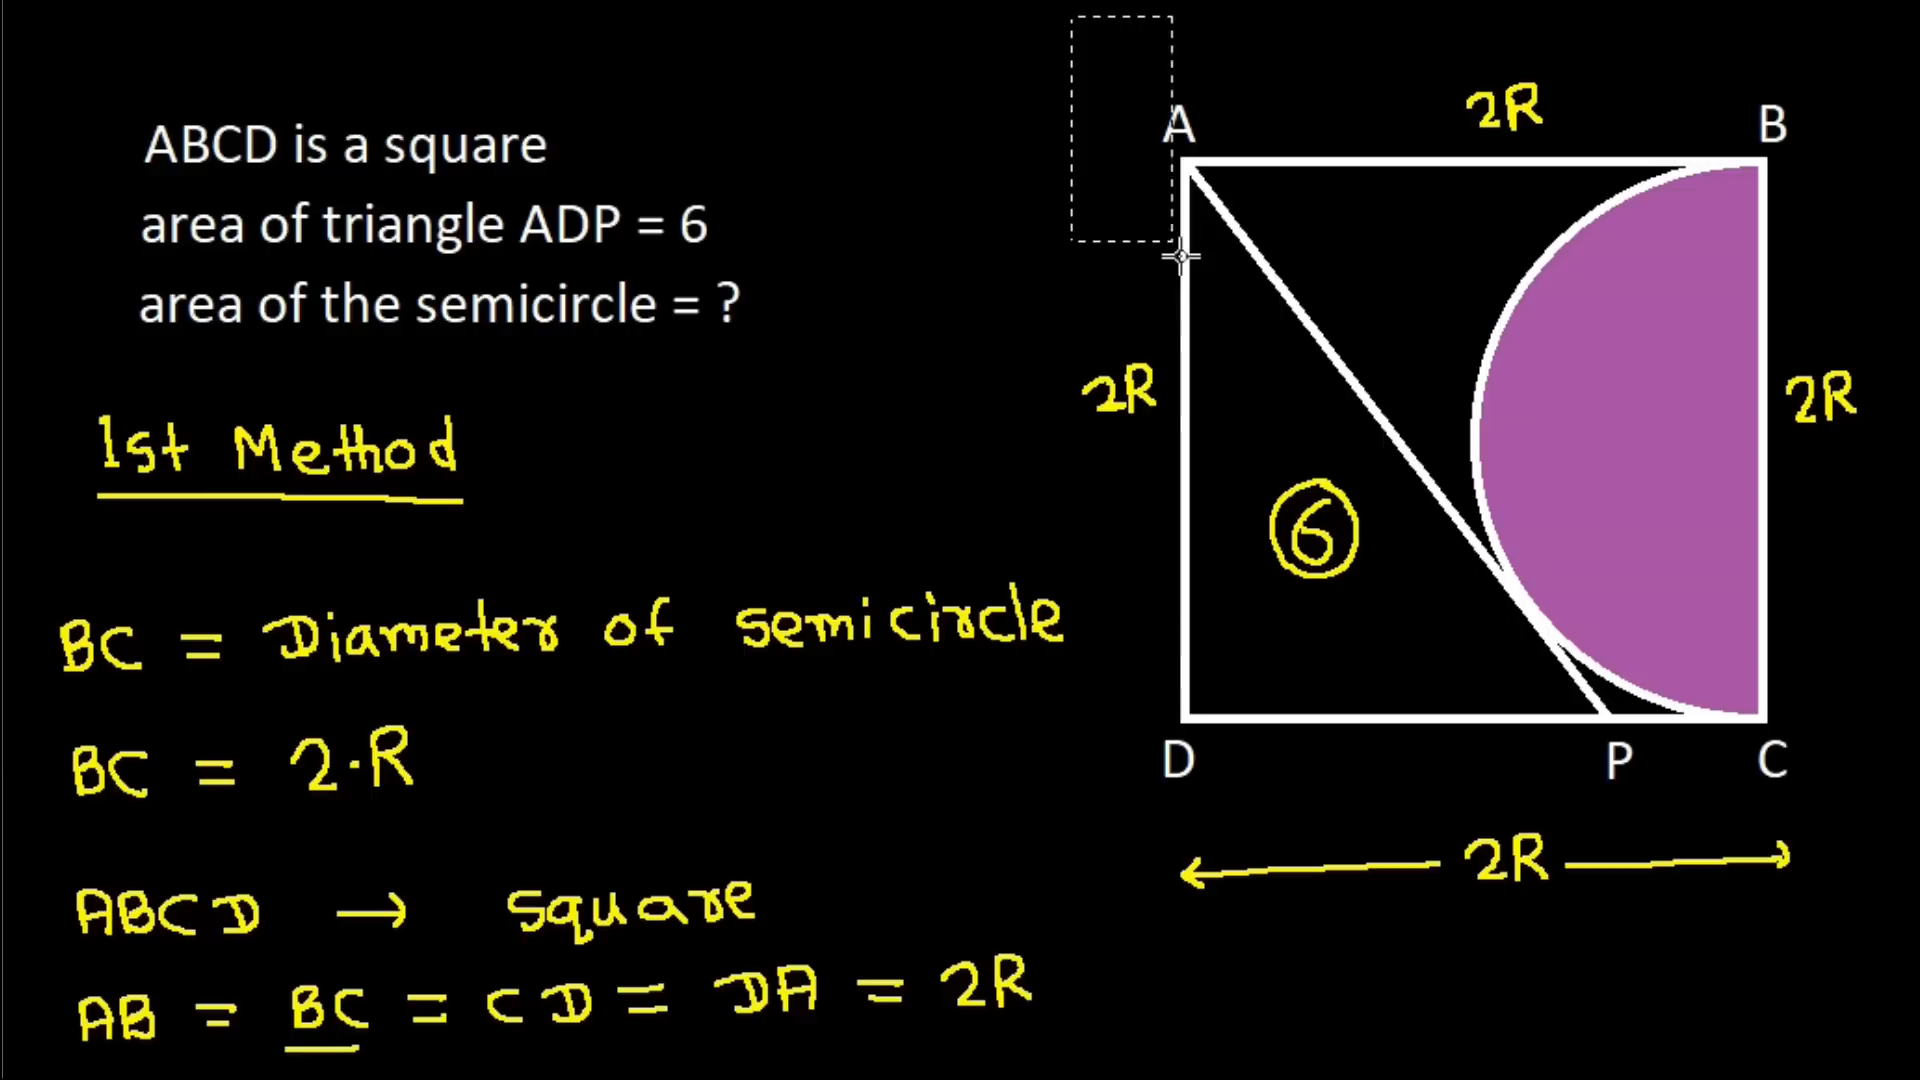 ABCD is a square
area of triangle ADP = 6
area of the semicircle = ?
1st Method
BC = Diameter of semicircle
BC = 2·R
ABCD → square
AB = BC = CD = DA = 2R
2R
A B
2R 2R
6
D P C
2R